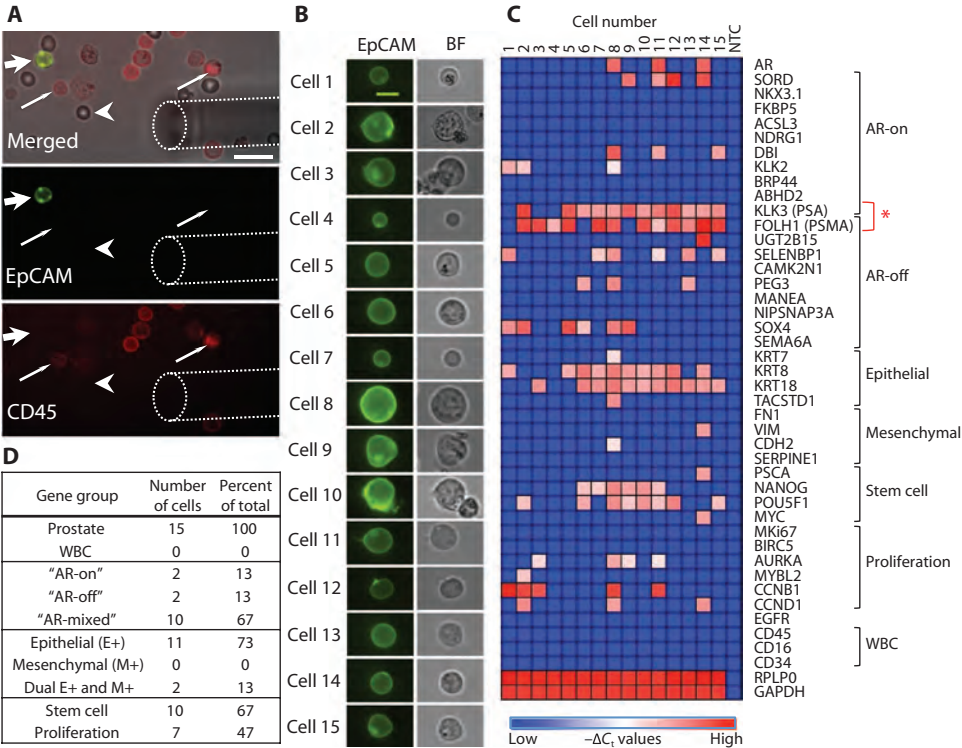 A
Merged
EpCAM
CD45
B
EpCAM BF
Cell 1
Cell 2
Cell 3
Cell 4
Cell 5
Cell 6
Cell 7
Cell 8
Cell 9
Cell 10
Cell 11
Cell 12
Cell 13
Cell 14
Cell 15
C
Cell number
1 2 3 4 5 6 7 8 9 10 11 12 13 14 15 NTC
AR
SORD
NKX3.1
FKBP5
ACSL3
NDRG1
DBI
KLK2
BRP44
ABHD2
KLK3 (PSA)
FOLH1 (PSMA)
UGT2B15
SELENBP1
CAMK2N1
PEG3
MANEA
NIPSNAP3A
SOX4
SEMA6A
KRT7
KRT8
KRT18
TACSTD1
FN1
VIM
CDH2
SERPINE1
PSCA
NANOG
POU5F1
MYC
MKi67
BIRC5
AURKA
MYBL2
CCNB1
CCND1
EGFR
CD45
CD16
CD34
RPLP0
GAPDH
AR-on
*
AR-off
Epithelial
Mesenchymal
Stem cell
Proliferation
WBC
Low −ΔCt values High
D
Gene group Number of cells Percent of total
Prostate 15 100
WBC 0 0
“AR-on” 2 13
“AR-off” 2 13
“AR-mixed” 10 67
Epithelial (E+) 11 73
Mesenchymal (M+) 0 0
Dual E+ and M+ 2 13
Stem cell 10 67
Proliferation 7 47